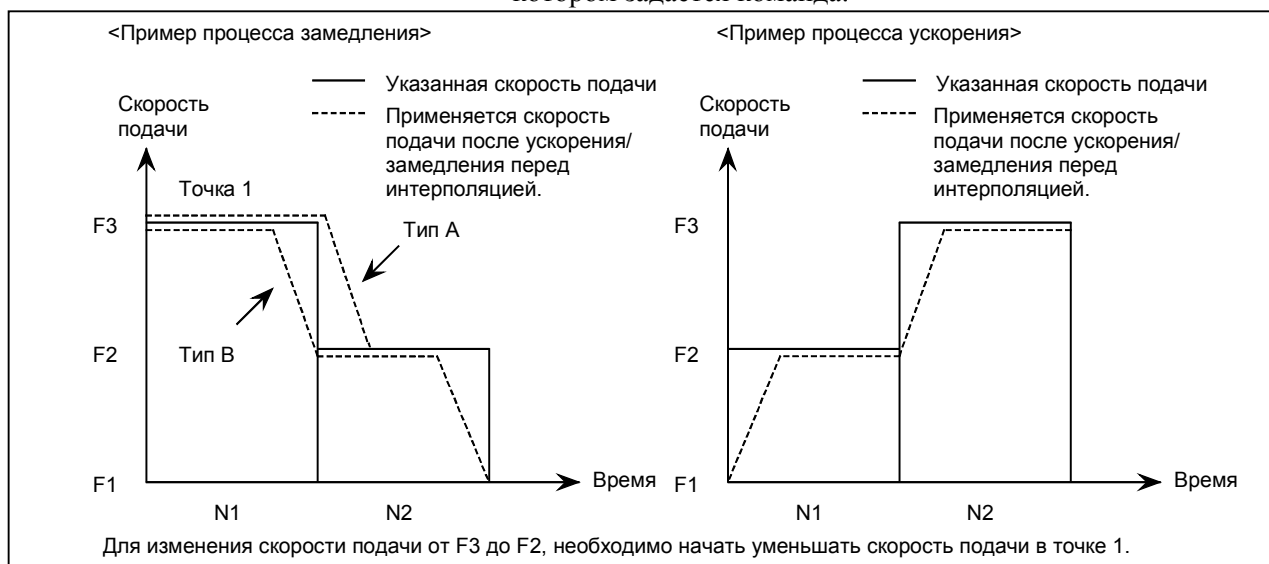 котором задается команда.
<Пример процесса замедления>
Указанная скорость подачи
Применяется скорость
подачи после ускорения/
замедления перед
интерполяцией.
Скорость
подачи
Точка 1
Тип A
Тип B
F3
F2
F1
N1
N2
Время
<Пример процесса ускорения>
Указанная скорость подачи
Применяется скорость
подачи после ускорения/
замедления перед
интерполяцией.
Скорость
подачи
F3
F2
F1
N1
N2
Время
Для изменения скорости подачи от F3 до F2, необходимо начать уменьшать скорость подачи в точке 1.